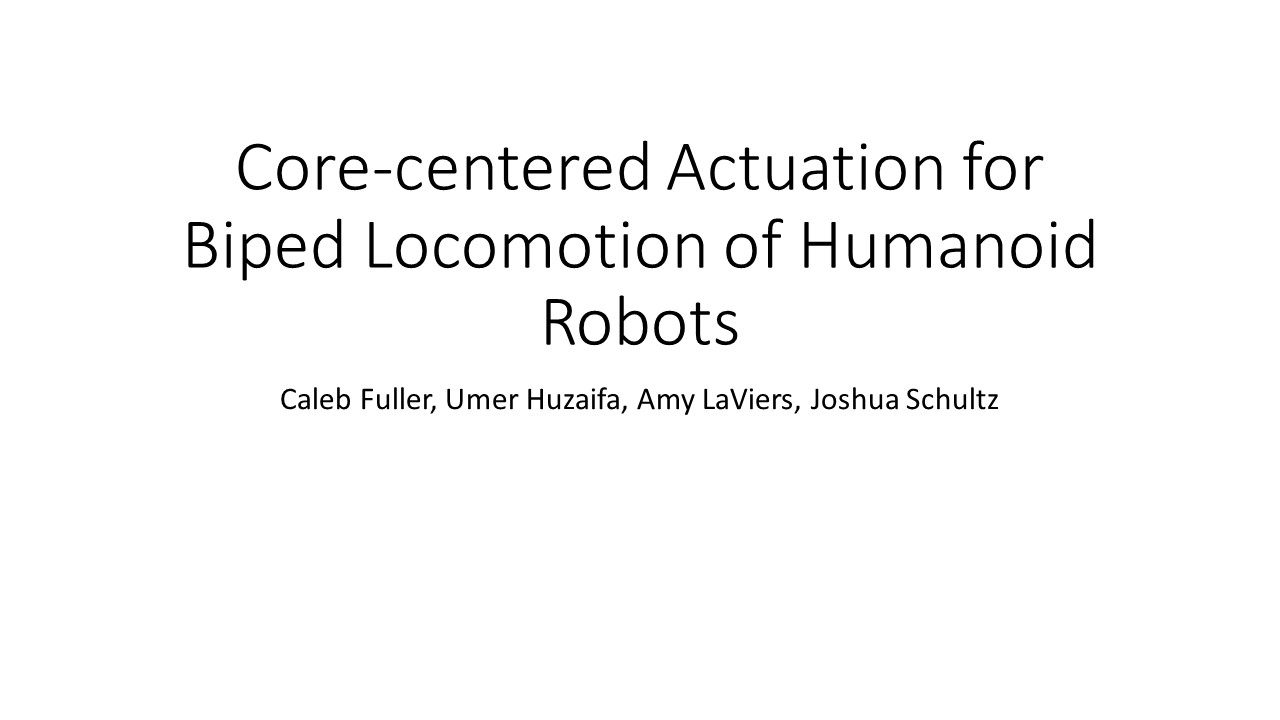 Core-centered Actuation for
Biped Locomotion of Humanoid
Robots
Caleb Fuller, Umer Huzaifa, Amy LaViers, Joshua Schultz